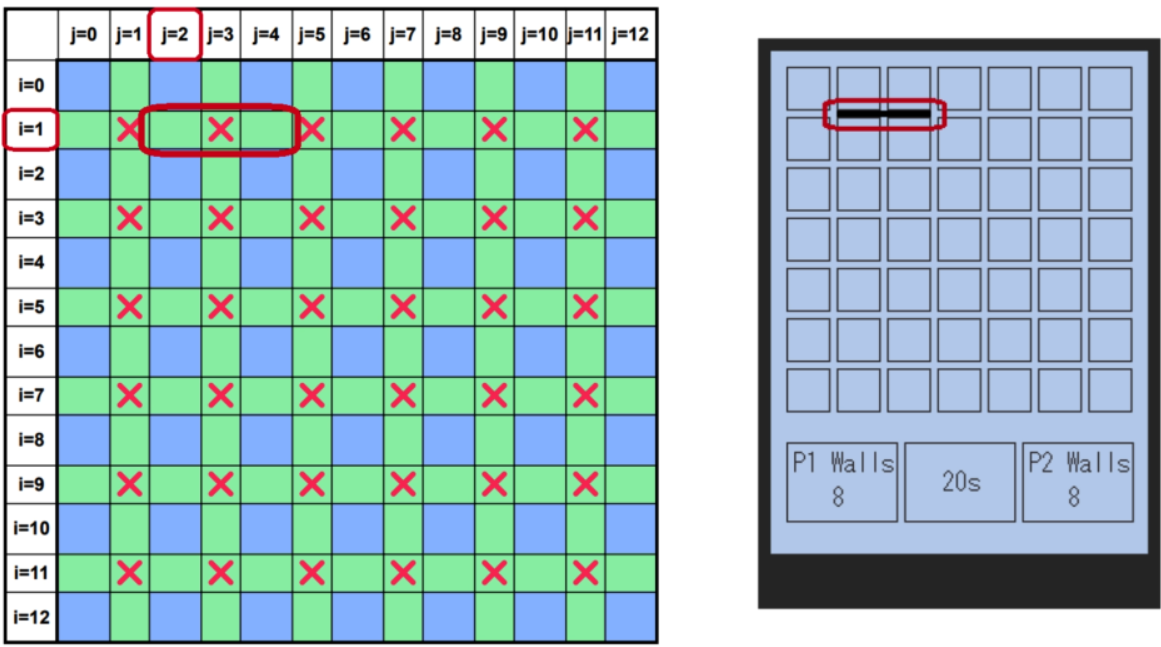 j=0 j=1 j=2 j=3 j=4 j=5 j=6 j=7 j=8 j=9 j=10 j=11 j=12
i=0
i=1
i=2
i=3
i=4
i=5
i=6
i=7
i=8
i=9
i=10
i=11
i=12
P1 Walls
8
20s
P2 Walls
8